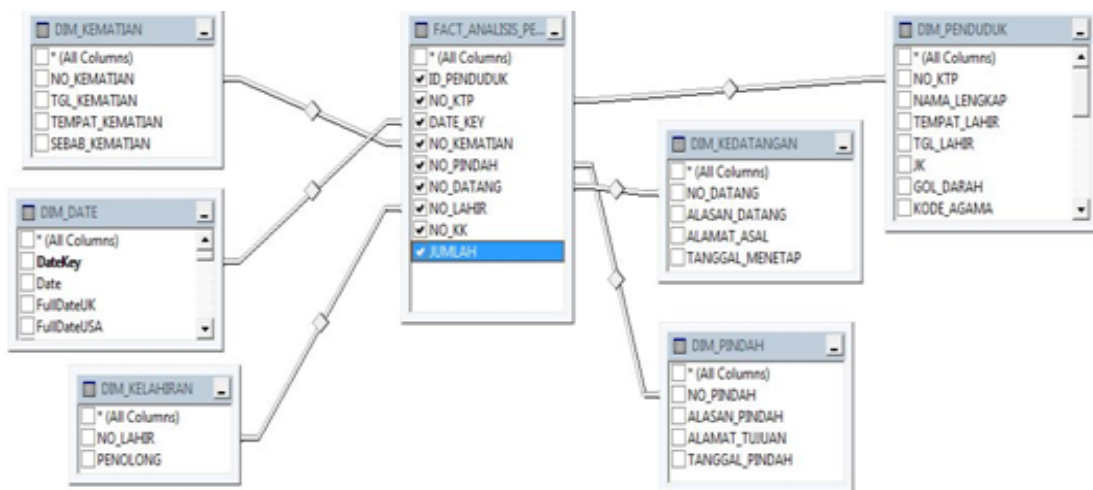 DIM_KEMATIAN
* (All Columns)
NO_KEMATIAN
TGL_KEMATIAN
TEMPAT_KEMATIAN
SEBAB_KEMATIAN
DIM_DATE
* (All Columns)
DateKey
Date
FullDateUK
FullDateUSA
DIM_KELAHIRAN
* (All Columns)
NO_LAHIR
PENOLONG
FACT_ANALISIS_PE...
* (All Columns)
ID_PENDUDUK
NO_KTP
DATE_KEY
NO_KEMATIAN
NO_PINDAH
NO_DATANG
NO_LAHIR
NO_KK
JUMLAH
DIM_KEDATANGAN
* (All Columns)
NO_DATANG
ALASAN_DATANG
ALAMAT_ASAL
TANGGAL_MENETAP
DIM_PINDAH
* (All Columns)
NO_PINDAH
ALASAN_PINDAH
ALAMAT_TUJUAN
TANGGAL_PINDAH
DIM_PENDUDUK
* (All Columns)
NO_KTP
NAMA_LENGKAP
TEMPAT_LAHIR
TGL_LAHIR
JK
GOL_DARAH
KODE_AGAMA